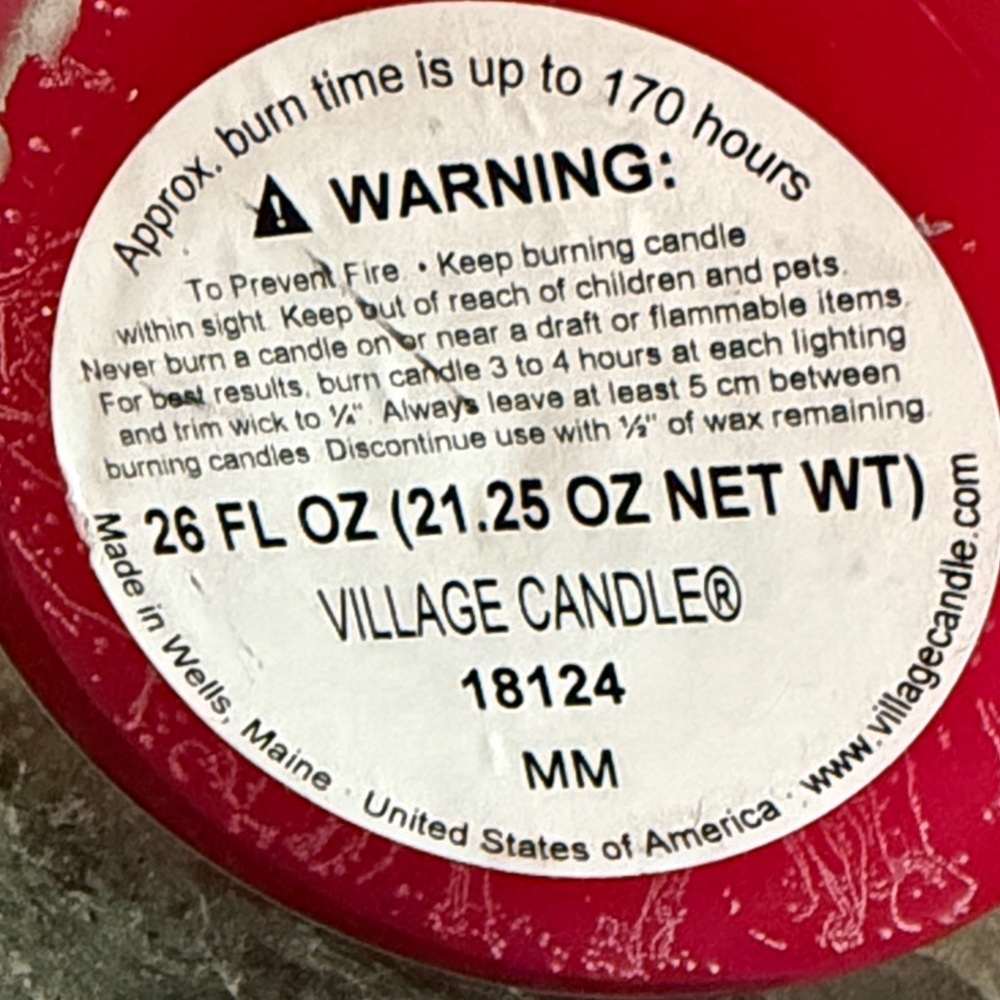 Approx. burn time is up to 170 hours
WARNING:
To Prevent Fire • Keep burning candle
within sight. Keep out of reach of children and pets.
Never burn a candle on or near a draft or flammable items.
For best results, burn candle 3 to 4 hours at each lighting
and trim wick to ¼". Always leave at least 5 cm between
burning candles. Discontinue use with ½" of wax remaining.
26 FL OZ (21.25 OZ NET WT)
VILLAGE CANDLE®
18124
MM
Made in Wells, Maine · United States of America · www.villagecandle.com